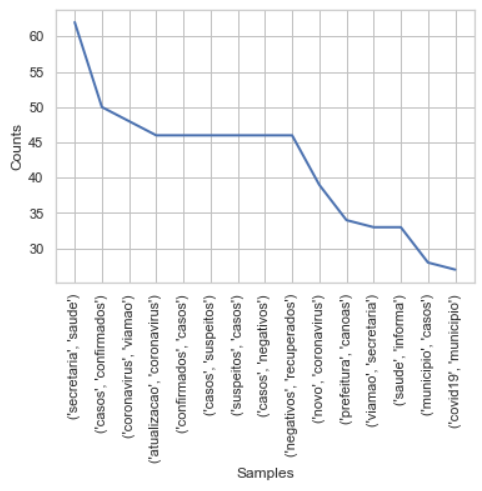 60
55
50
45
40
35
30
Counts
('secretaria', 'saude')
('casos', 'confirmados')
('coronavirus', 'viamao')
('atualizacao', 'coronavirus')
('confirmados', 'casos')
('casos', 'suspeitos')
('suspeitos', 'casos')
('casos', 'negativos')
('negativos', 'recuperados')
('novo', 'coronavirus')
('prefeitura', 'canoas')
('viamao', 'secretaria')
('saude', 'informa')
('municipio', 'casos')
('covid19', 'municipio')
Samples